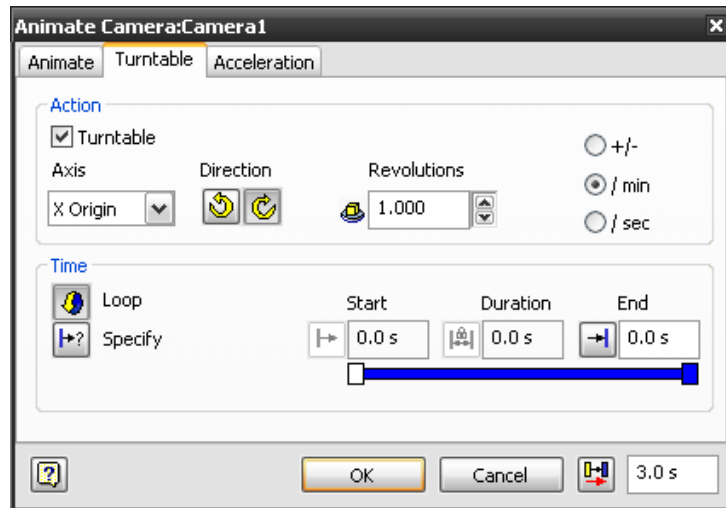 Animate Camera:Camera1
Animate Turntable Acceleration
Action
Turntable
+/-
Axis Direction Revolutions
/ min
X Origin 1.000
/ sec
Time
Loop Start Duration End
Specify 0.0 s 0.0 s 0.0 s
OK Cancel 3.0 s